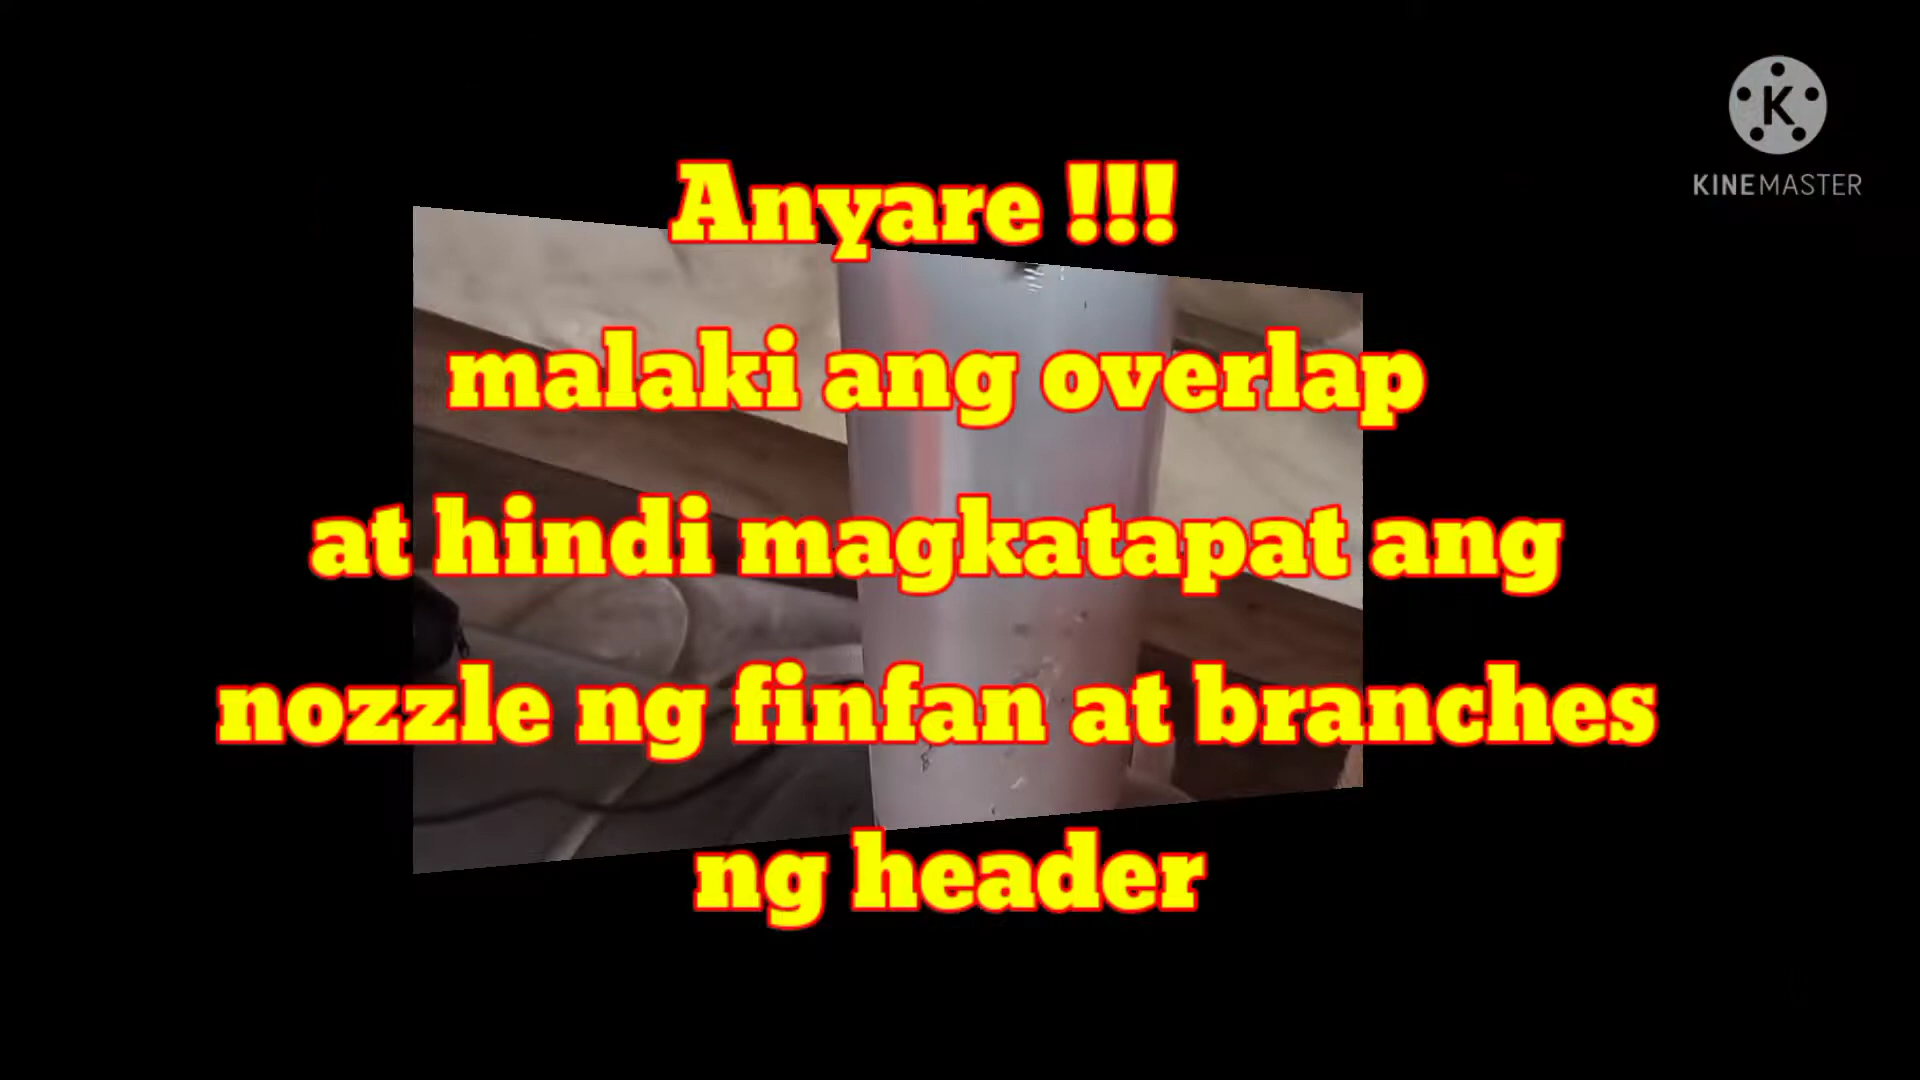 KINEMASTER
Anyare !!!
malaki ang overlap
at hindi magkatapat ang
nozzle ng finfan at branches
ng header